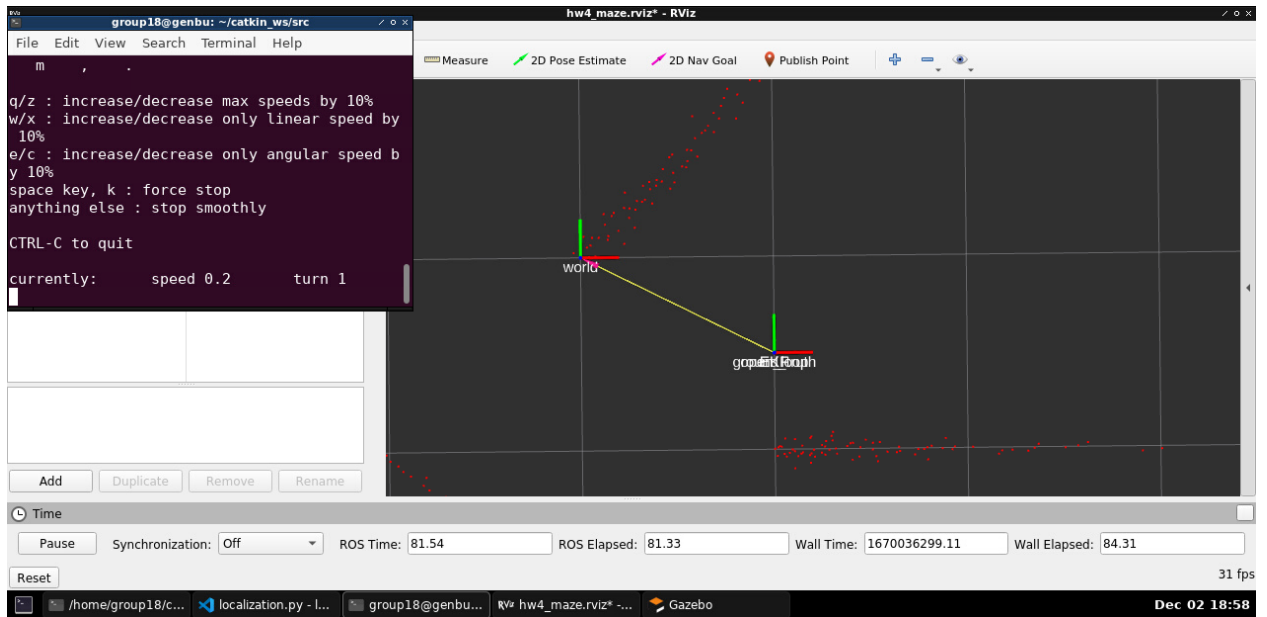 RViz
hw4_maze.rviz* - RViz
group18@genbu: ~/catkin_ws/src
File Edit View Search Terminal Help
m , .
q/z : increase/decrease max speeds by 10%
w/x : increase/decrease only linear speed by
10%
e/c : increase/decrease only angular speed b
y 10%
space key, k : force stop
anything else : stop smoothly
CTRL-C to quit
currently: speed 0.2 turn 1
Measure 2D Pose Estimate 2D Nav Goal Publish Point
world
Add Duplicate Remove Rename
Time
Pause Synchronization: Off ROS Time: 81.54 ROS Elapsed: 81.33 Wall Time: 1670036299.11 Wall Elapsed: 84.31
Reset 31 fps
/home/group18/c... localization.py - l... group18@genbu... RViz hw4_maze.rviz* -... Gazebo Dec 02 18:58